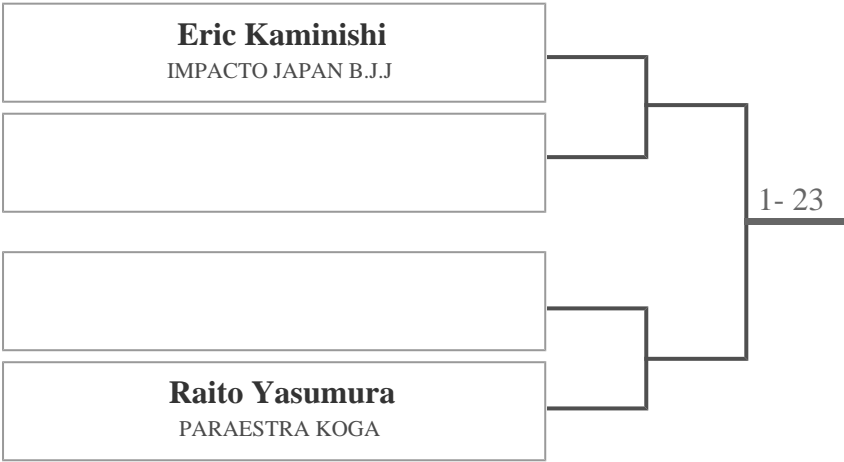 Eric Kaminishi
IMPACTO JAPAN B.J.J
1- 23
Raito Yasumura
PARAESTRA KOGA